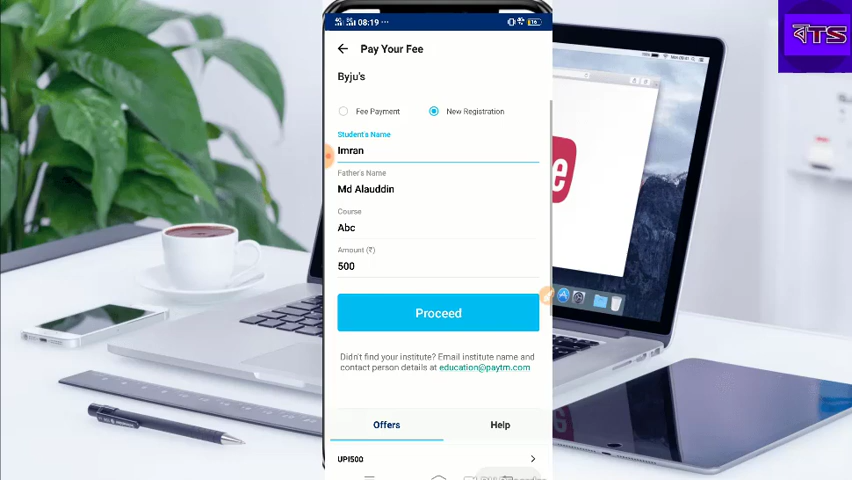 08:19
Pay Your Fee
Byju's
Fee Payment
New Registration
Student's Name
Imran
Father's Name
Md Alauddin
Course
Abc
Amount (₹)
500
Proceed
Didn't find your institute? Email institute name and
contact person details at education@paytm.com
Offers
Help
UPI500
বTS